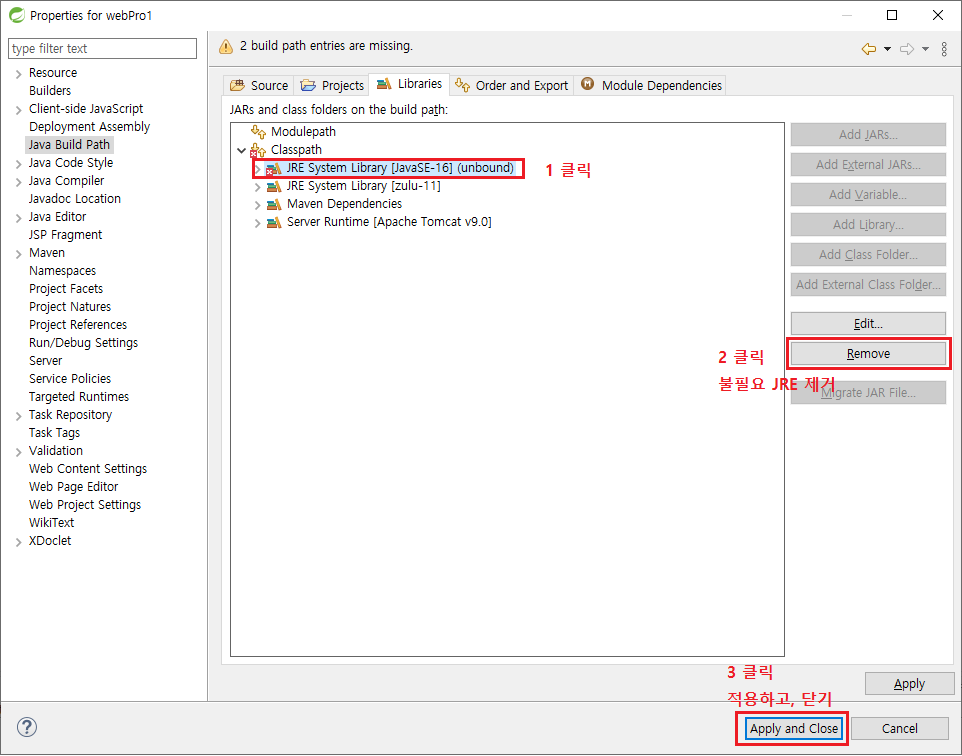 Properties for webPro1
type filter text
Resource
Builders
Client-side JavaScript
Deployment Assembly
Java Build Path
Java Code Style
Java Compiler
Javadoc Location
Java Editor
JSP Fragment
Maven
Namespaces
Project Facets
Project Natures
Project References
Run/Debug Settings
Server
Service Policies
Targeted Runtimes
Task Repository
Task Tags
Validation
Web Content Settings
Web Page Editor
Web Project Settings
WikiText
XDoclet
2 build path entries are missing.
Source
Projects
Libraries
Order and Export
M
Module Dependencies
JARs and class folders on the build path:
Modulepath
Classpath
JRE System Library [JavaSE-16] (unbound)
1 클릭
JRE System Library [zulu-11]
Maven Dependencies
Server Runtime [Apache Tomcat v9.0]
Add JARs...
Add External JARs...
Add Variable...
Add Library...
Add Class Folder...
Add External Class Folder...
Edit...
2 클릭
Remove
불필요 JRE 제거
Migrate JAR File...
3 클릭
적용하고, 닫기
Apply
?
Apply and Close
Cancel